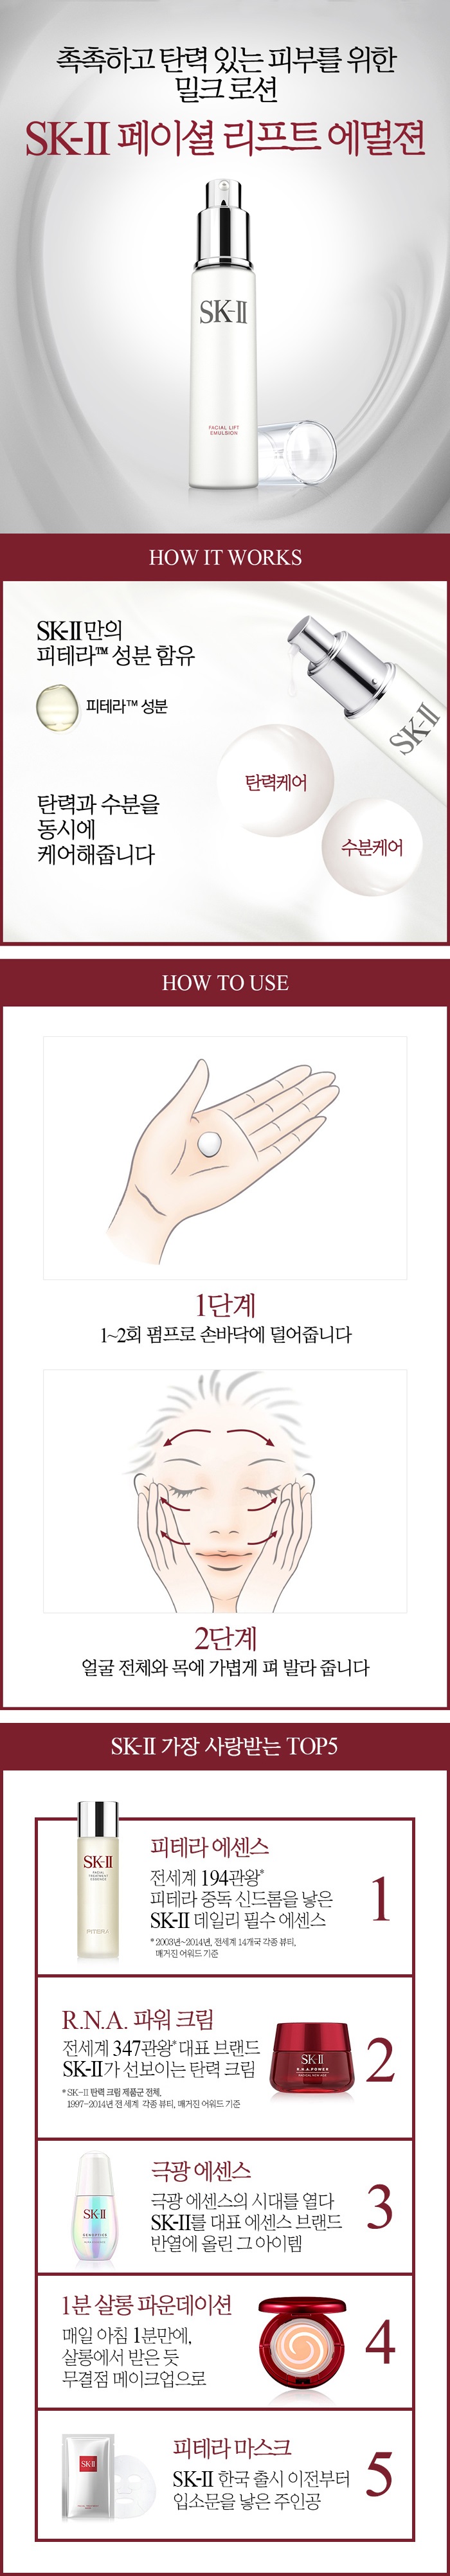 촉촉하고 탄력 있는 피부를 위한
밀크 로션
SK-II 페이셜 리프트 에멀젼
SK-II
FACIAL LIFT
EMULSION
HOW IT WORKS
SK-II만의
피테라™ 성분 함유
피테라™ 성분
SK-II
탄력케어
탄력과 수분을
동시에
케어해줍니다
수분케어
HOW TO USE
1단계
1~2회 펌프로 손바닥에 덜어줍니다
2단계
얼굴 전체와 목에 가볍게 펴 발라 줍니다
SK-II 가장 사랑받는 TOP5
SK-II
FACIAL
TREATMENT
ESSENCE
PITERA
피테라 에센스
전세계 194관왕*
피테라 중독 신드롬을 낳은
SK-II 데일리 필수 에센스
* 2003년~2014년, 전세계 14개국 각종 뷰티,
매거진 어워드 기준
1
R.N.A. 파워 크림
전세계 347관왕* 대표 브랜드
SK-II가 선보이는 탄력 크림
* SK-II 탄력 크림 제품군 전체,
1997-2014년 전 세계 각종 뷰티, 매거진 어워드 기준
SK-II
R.N.A.POWER
RADICAL NEW AGE
2
SK-II
극광 에센스
극광 에센스의 시대를 열다
SK-II를 대표 에센스 브랜드
반열에 올린 그 아이템
3
1분 살롱 파운데이션
매일 아침 1분만에,
살롱에서 받은 듯
무결점 메이크업으로
4
SK-II
피테라 마스크
SK-II 한국 출시 이전부터
입소문을 낳은 주인공
5